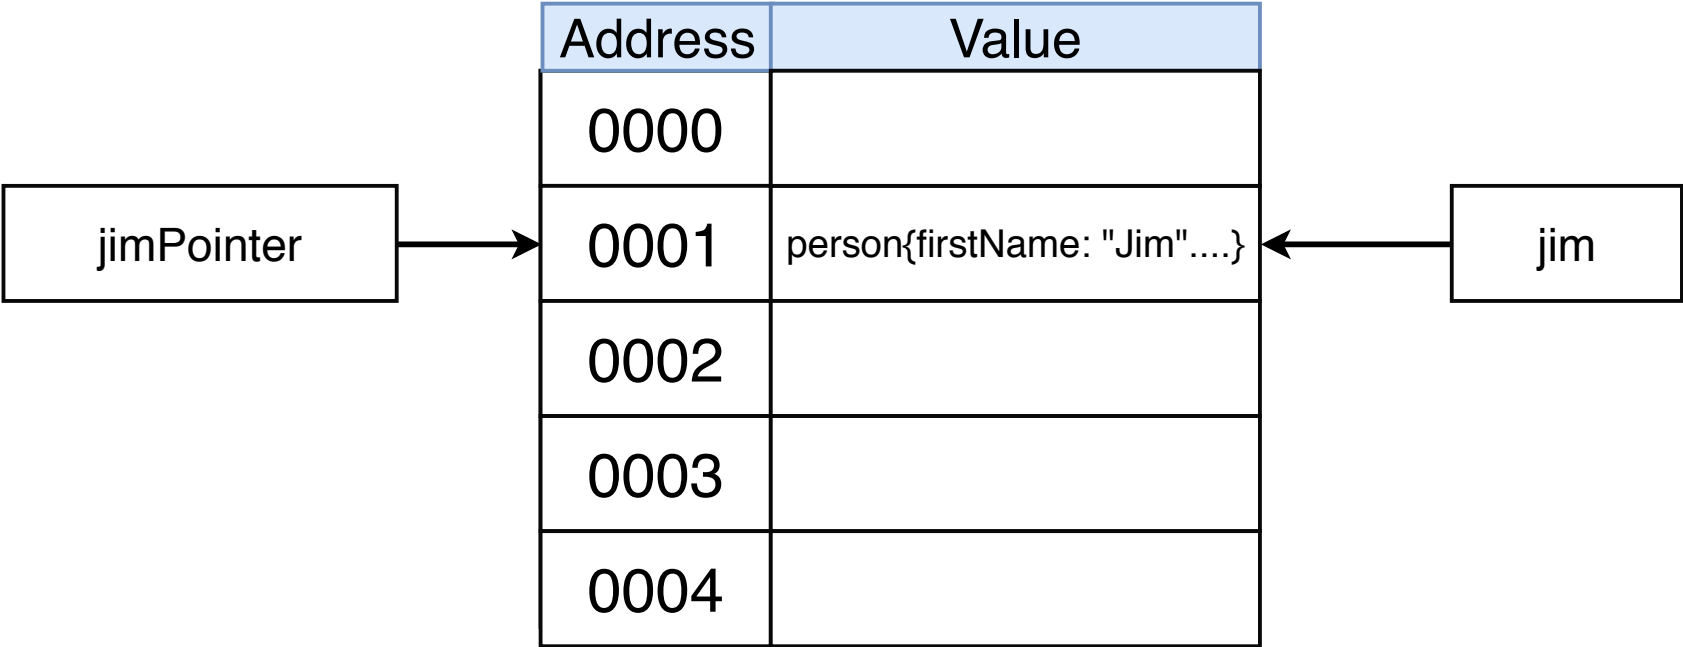 Address Value
0000
jimPointer 0001 person{firstName: "Jim"....} jim
0002
0003
0004